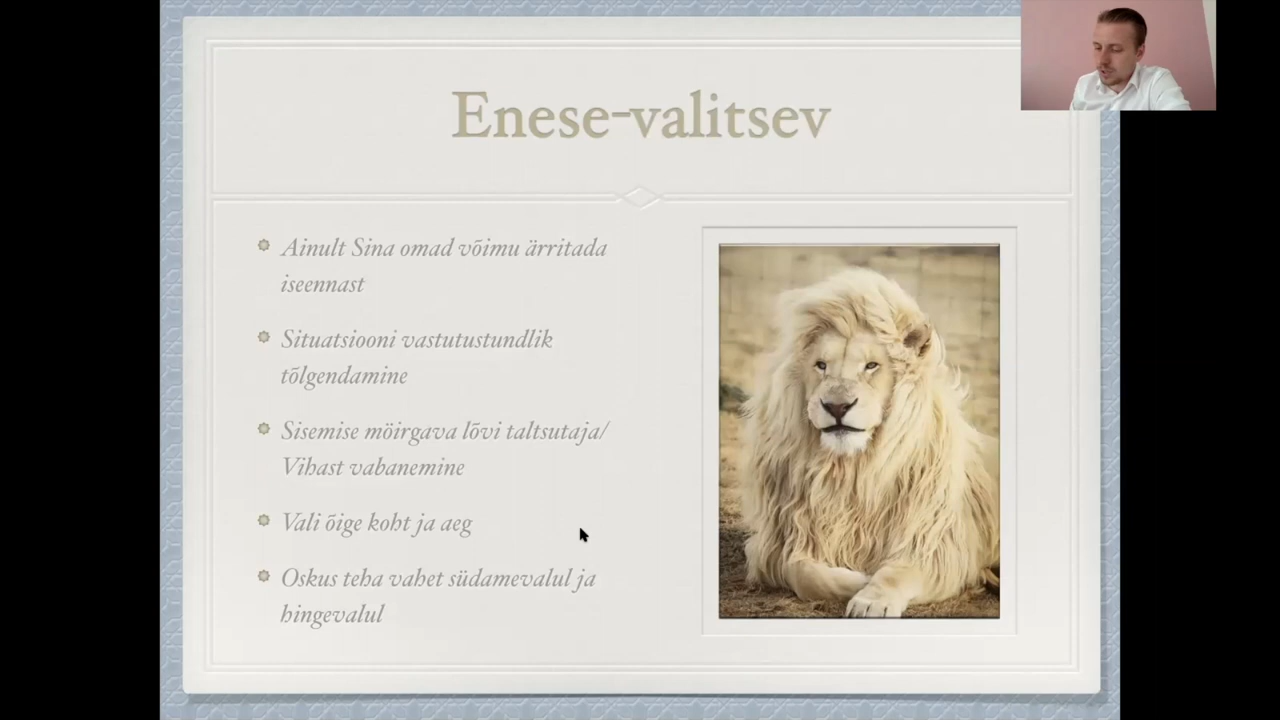 Enese-valitsev
Ainult Sina omad võimu ärritada
iseennast
Situatsiooni vastutustundlik
tõlgendamine
Sisemise möirgava lõvi taltsutaja/
Vihast vabanemine
Vali õige koht ja aeg
Oskus teha vahet südamevalul ja
hingevalul